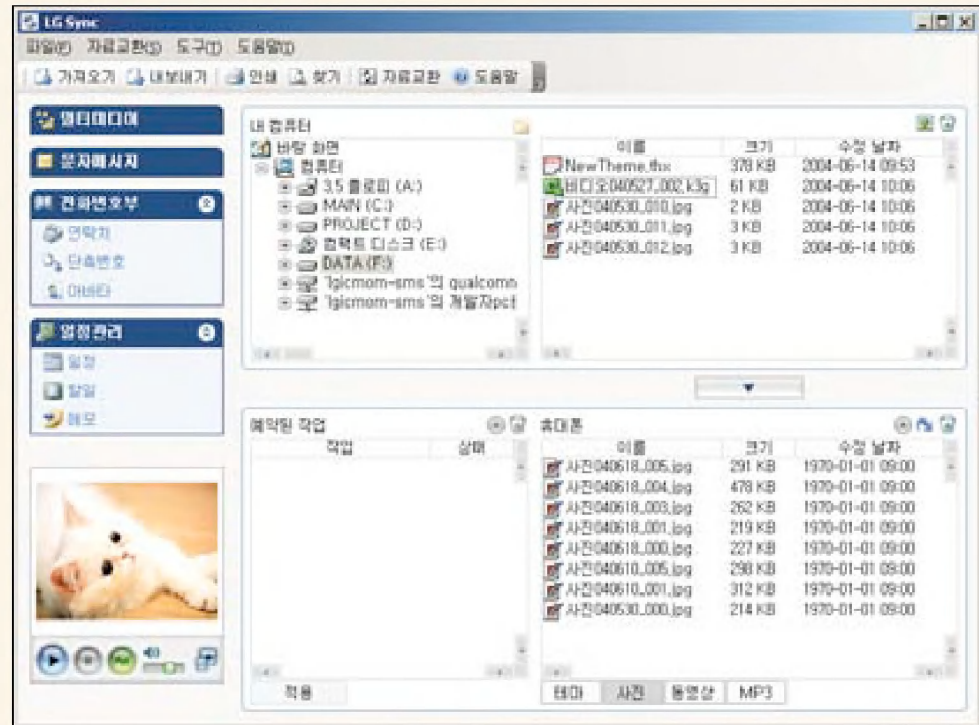 LG Sync
파일(F) 자료교환(S) 도구(T) 도움말(I)
가져오기 내보내기 인쇄 찾기 자료교환 도움말
멀티미디어
문자메시지
전화번호부
연락처
단축번호
아바타
일정관리
일정
할일
메모
내 컴퓨터
바탕 화면
컴퓨터
3.5 플로피 (A:)
MAIN (C:)
PROJECT (D:)
컴팩트 디스크 (E:)
DATA (F:)
'lgicmom-sms'의 qualcomn
'lgicmom-sms'의 개발자pc
이름 크기 수정 날짜
NewTheme.thx 378 KB 2004-06-14 09:53
비디오040527_002.k3g 61 KB 2004-06-14 10:06
사진040530_010.jpg 2 KB 2004-06-14 10:06
사진040530_011.jpg 3 KB 2004-06-14 10:06
사진040530_012.jpg 3 KB 2004-06-14 10:06
예약된 작업
작업 상태
적용
휴대폰
이름 크기 수정 날짜
사진040618_005.jpg 291 KB 1970-01-01 09:00
사진040618_004.jpg 478 KB 1970-01-01 09:00
사진040618_003.jpg 262 KB 1970-01-01 09:00
사진040618_001.jpg 219 KB 1970-01-01 09:00
사진040618_000.jpg 227 KB 1970-01-01 09:00
사진040610_005.jpg 298 KB 1970-01-01 09:00
사진040610_001.jpg 312 KB 1970-01-01 09:00
사진040530_000.jpg 214 KB 1970-01-01 09:00
테마 사진 동영상 MP3